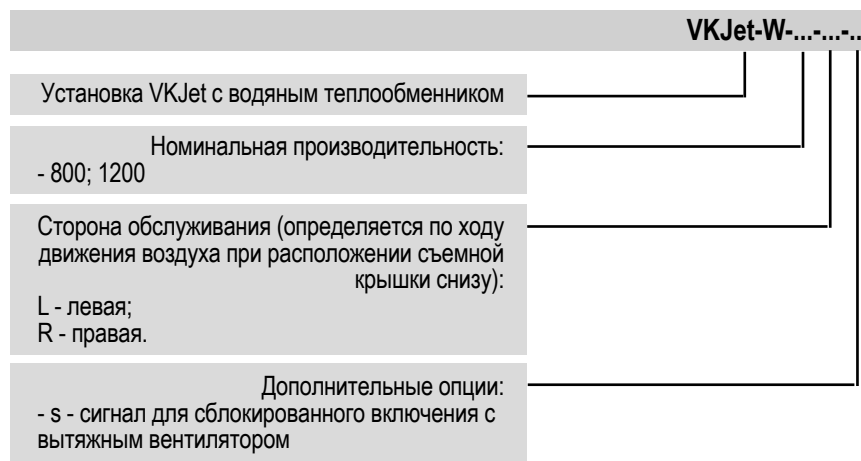 VKJet-W-...-...-..
Установка VKJet с водяным теплообменником
Номинальная производительность:
- 800; 1200
Сторона обслуживания (определяется по ходу
движения воздуха при расположении съемной
крышки снизу):
L - левая;
R - правая.
Дополнительные опции:
- s - сигнал для сблокированного включения с
вытяжным вентилятором